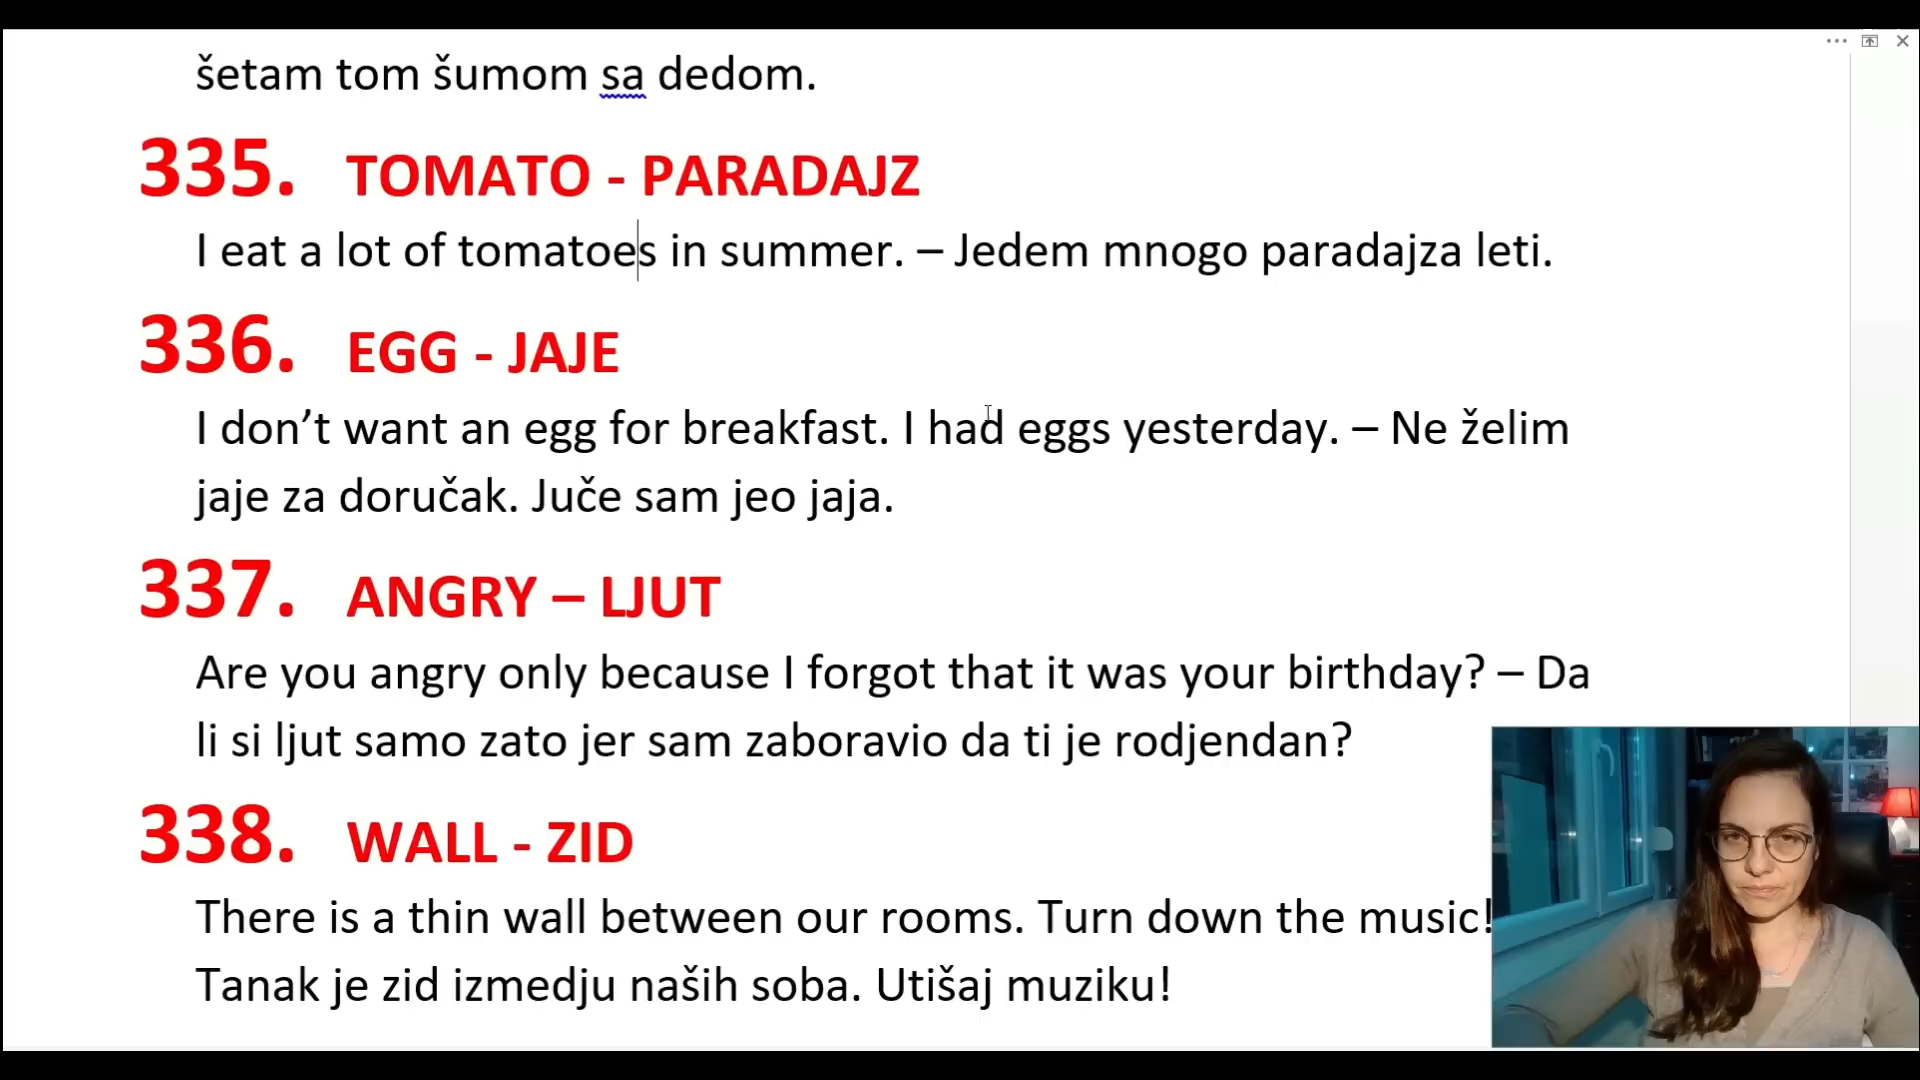 šetam tom šumom sa dedom.
335. TOMATO - PARADAJZ
I eat a lot of tomatoes in summer. – Jedem mnogo paradajza leti.
336. EGG - JAJE
I don’t want an egg for breakfast. I had eggs yesterday. – Ne želim
jaje za doručak. Juče sam jeo jaja.
337. ANGRY – LJUT
Are you angry only because I forgot that it was your birthday? – Da
li si ljut samo zato jer sam zaboravio da ti je rodjendan?
338. WALL - ZID
There is a thin wall between our rooms. Turn down the music!
Tanak je zid izmedju naših soba. Utišaj muziku!